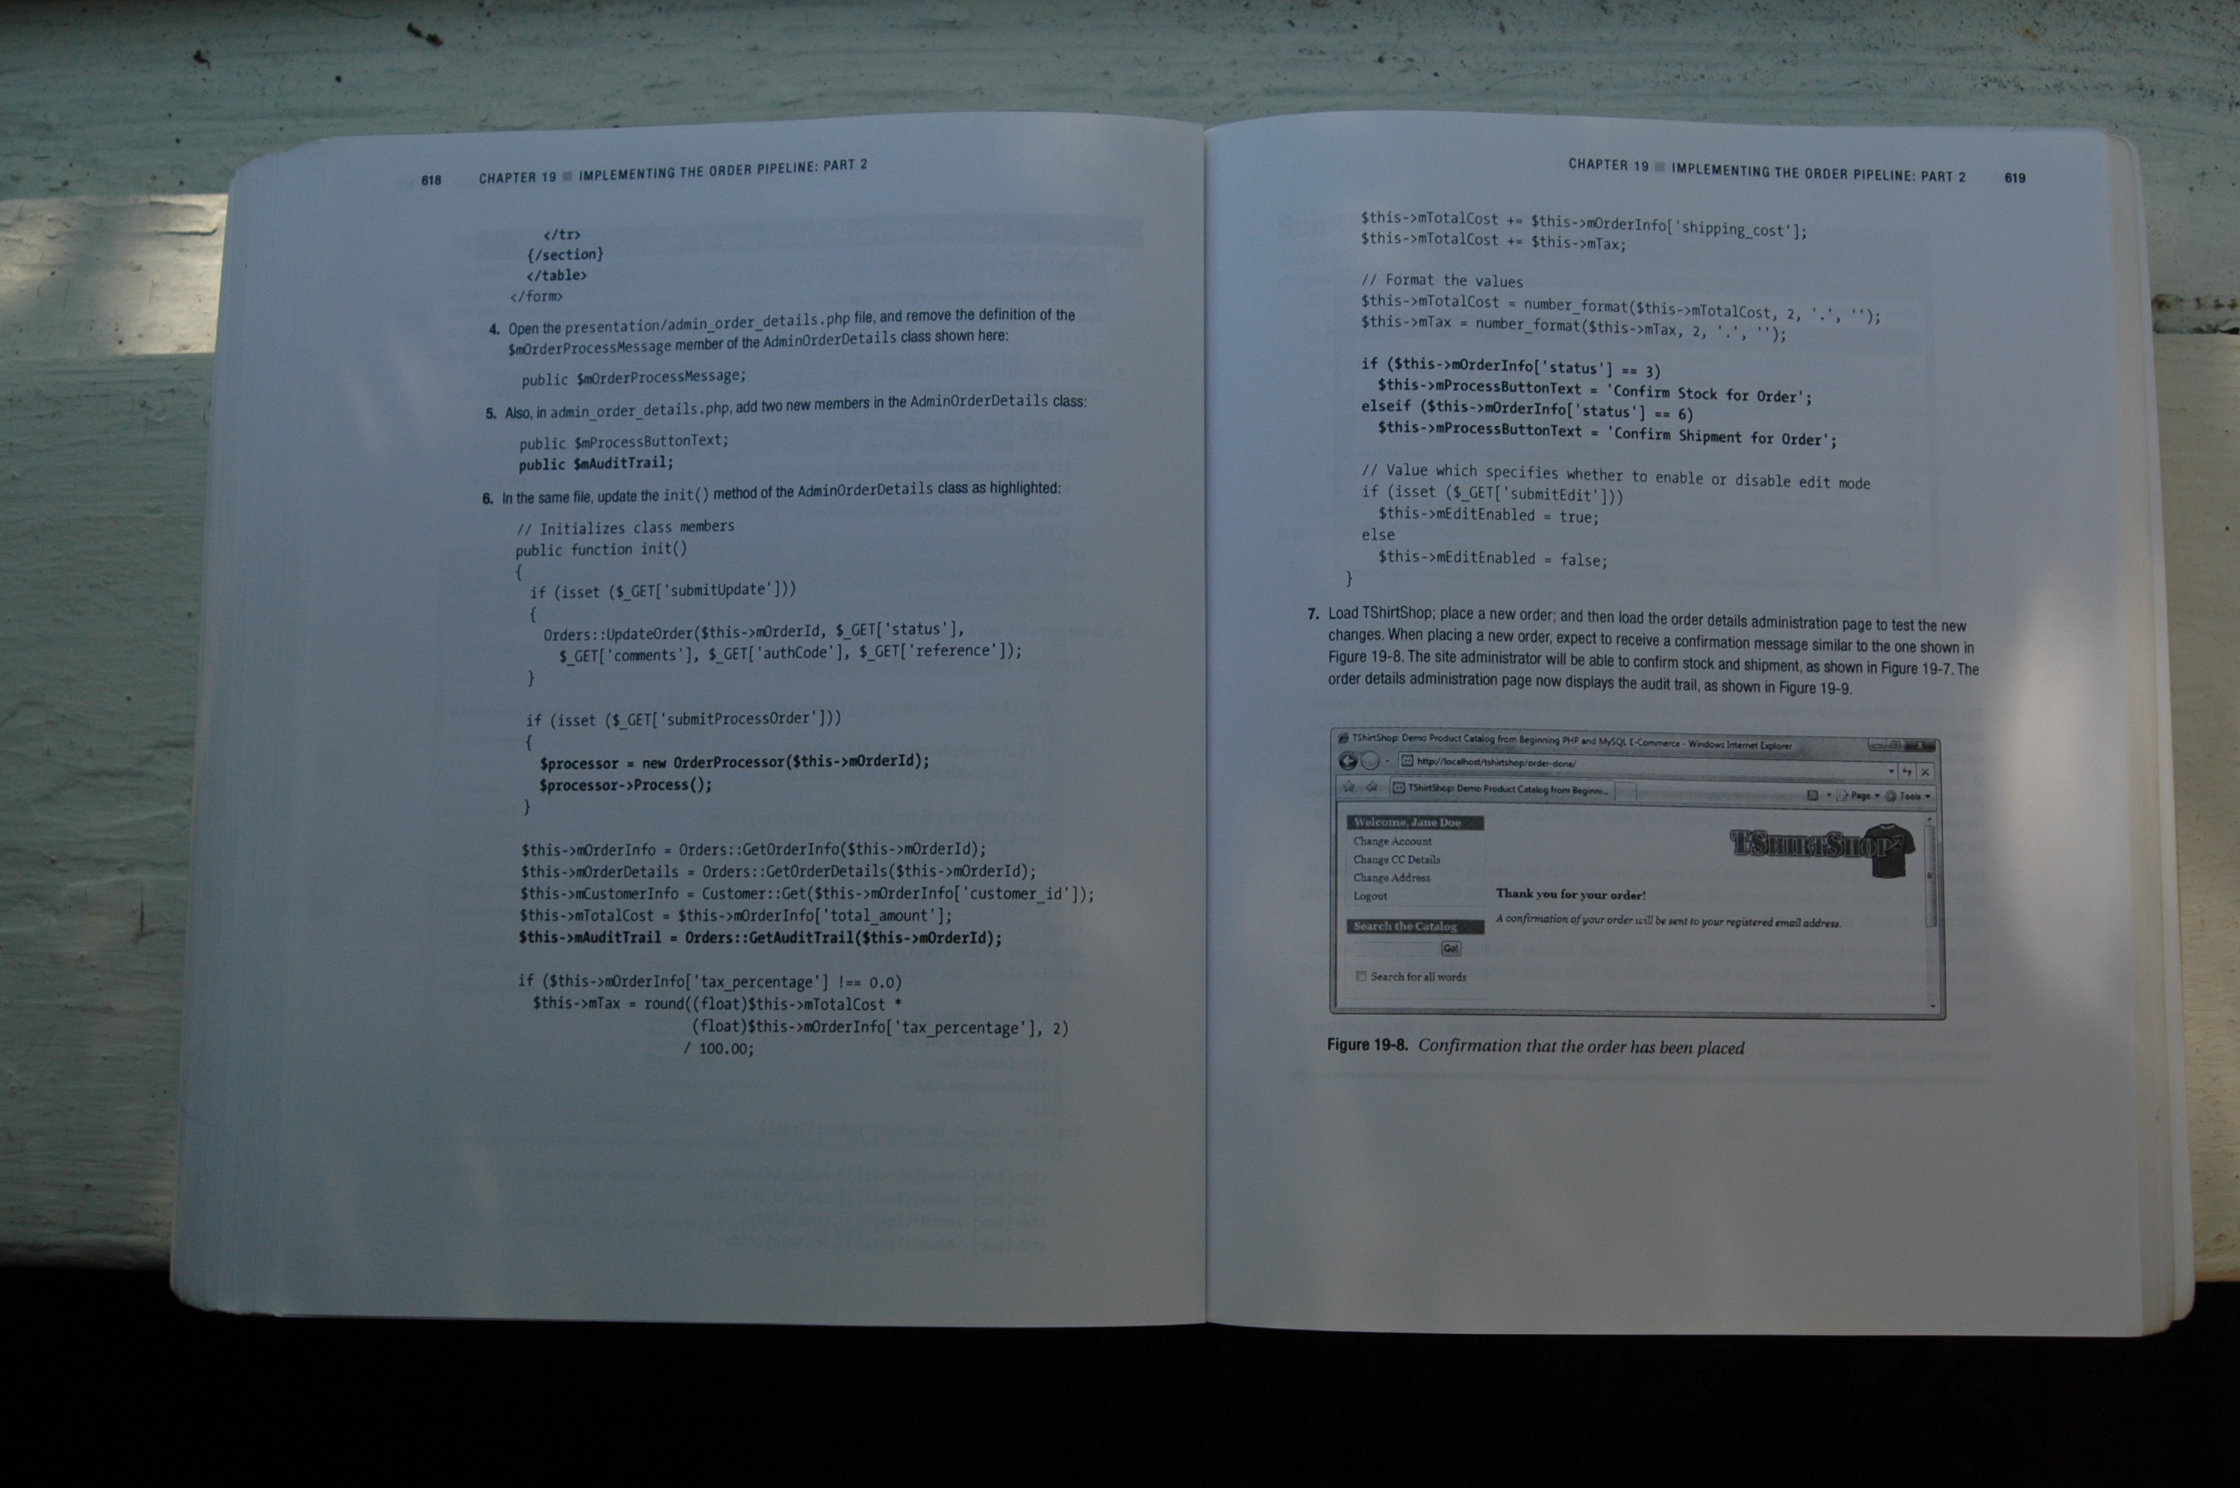 618 CHAPTER 19 ■ IMPLEMENTING THE ORDER PIPELINE: PART 2
</tr>
{/section}
</table>
</form>
4. Open the presentation/admin_order_details.php file, and remove the definition of the
$mOrderProcessMessage member of the AdminOrderDetails class shown here:
public $mOrderProcessMessage;
5. Also, in admin_order_details.php, add two new members in the AdminOrderDetails class:
public $mProcessButtonText;
public $mAuditTrail;
6. In the same file, update the init() method of the AdminOrderDetails class as highlighted:
// Initializes class members
public function init()
{
if (isset ($_GET['submitUpdate']))
{
Orders::UpdateOrder($this->mOrderId, $_GET['status'],
$_GET['comments'], $_GET['authCode'], $_GET['reference']);
}
if (isset ($_GET['submitProcessOrder']))
{
$processor = new OrderProcessor($this->mOrderId);
$processor->Process();
}
$this->mOrderInfo = Orders::GetOrderInfo($this->mOrderId);
$this->mOrderDetails = Orders::GetOrderDetails($this->mOrderId);
$this->mCustomerInfo = Customer::Get($this->mOrderInfo['customer_id']);
$this->mTotalCost = $this->mOrderInfo['total_amount'];
$this->mAuditTrail = Orders::GetAuditTrail($this->mOrderId);
if ($this->mOrderInfo['tax_percentage'] !== 0.0)
$this->mTax = round((float)$this->mTotalCost *
(float)$this->mOrderInfo['tax_percentage'], 2)
/ 100.00;
CHAPTER 19 ■ IMPLEMENTING THE ORDER PIPELINE: PART 2 619
$this->mTotalCost += $this->mOrderInfo['shipping_cost'];
$this->mTotalCost += $this->mTax;
// Format the values
$this->mTotalCost = number_format($this->mTotalCost, 2, '.', '');
$this->mTax = number_format($this->mTax, 2, '.', '');
if ($this->mOrderInfo['status'] == 3)
$this->mProcessButtonText = 'Confirm Stock for Order';
elseif ($this->mOrderInfo['status'] == 6)
$this->mProcessButtonText = 'Confirm Shipment for Order';
// Value which specifies whether to enable or disable edit mode
if (isset ($_GET['submitEdit']))
$this->mEditEnabled = true;
else
$this->mEditEnabled = false;
}
7. Load TShirtShop; place a new order; and then load the order details administration page to test the new
changes. When placing a new order, expect to receive a confirmation message similar to the one shown in
Figure 19-8. The site administrator will be able to confirm stock and shipment, as shown in Figure 19-7. The
order details administration page now displays the audit trail, as shown in Figure 19-9.
TShirtShop: Demo Product Catalog from Beginning PHP and MySQL E-Commerce - Windows Internet Explorer
http://localhost/tshirtshop/order-done/
TShirtShop: Demo Product Catalog from Beginni... Page Tools
Welcome, Jane Doe
TSHIRTSHOP
Change Account
Change CC Details
Change Address
Logout
Thank you for your order!
A confirmation of your order will be sent to your registered email address.
Search the Catalog
Go!
Search for all words
Figure 19-8. Confirmation that the order has been placed